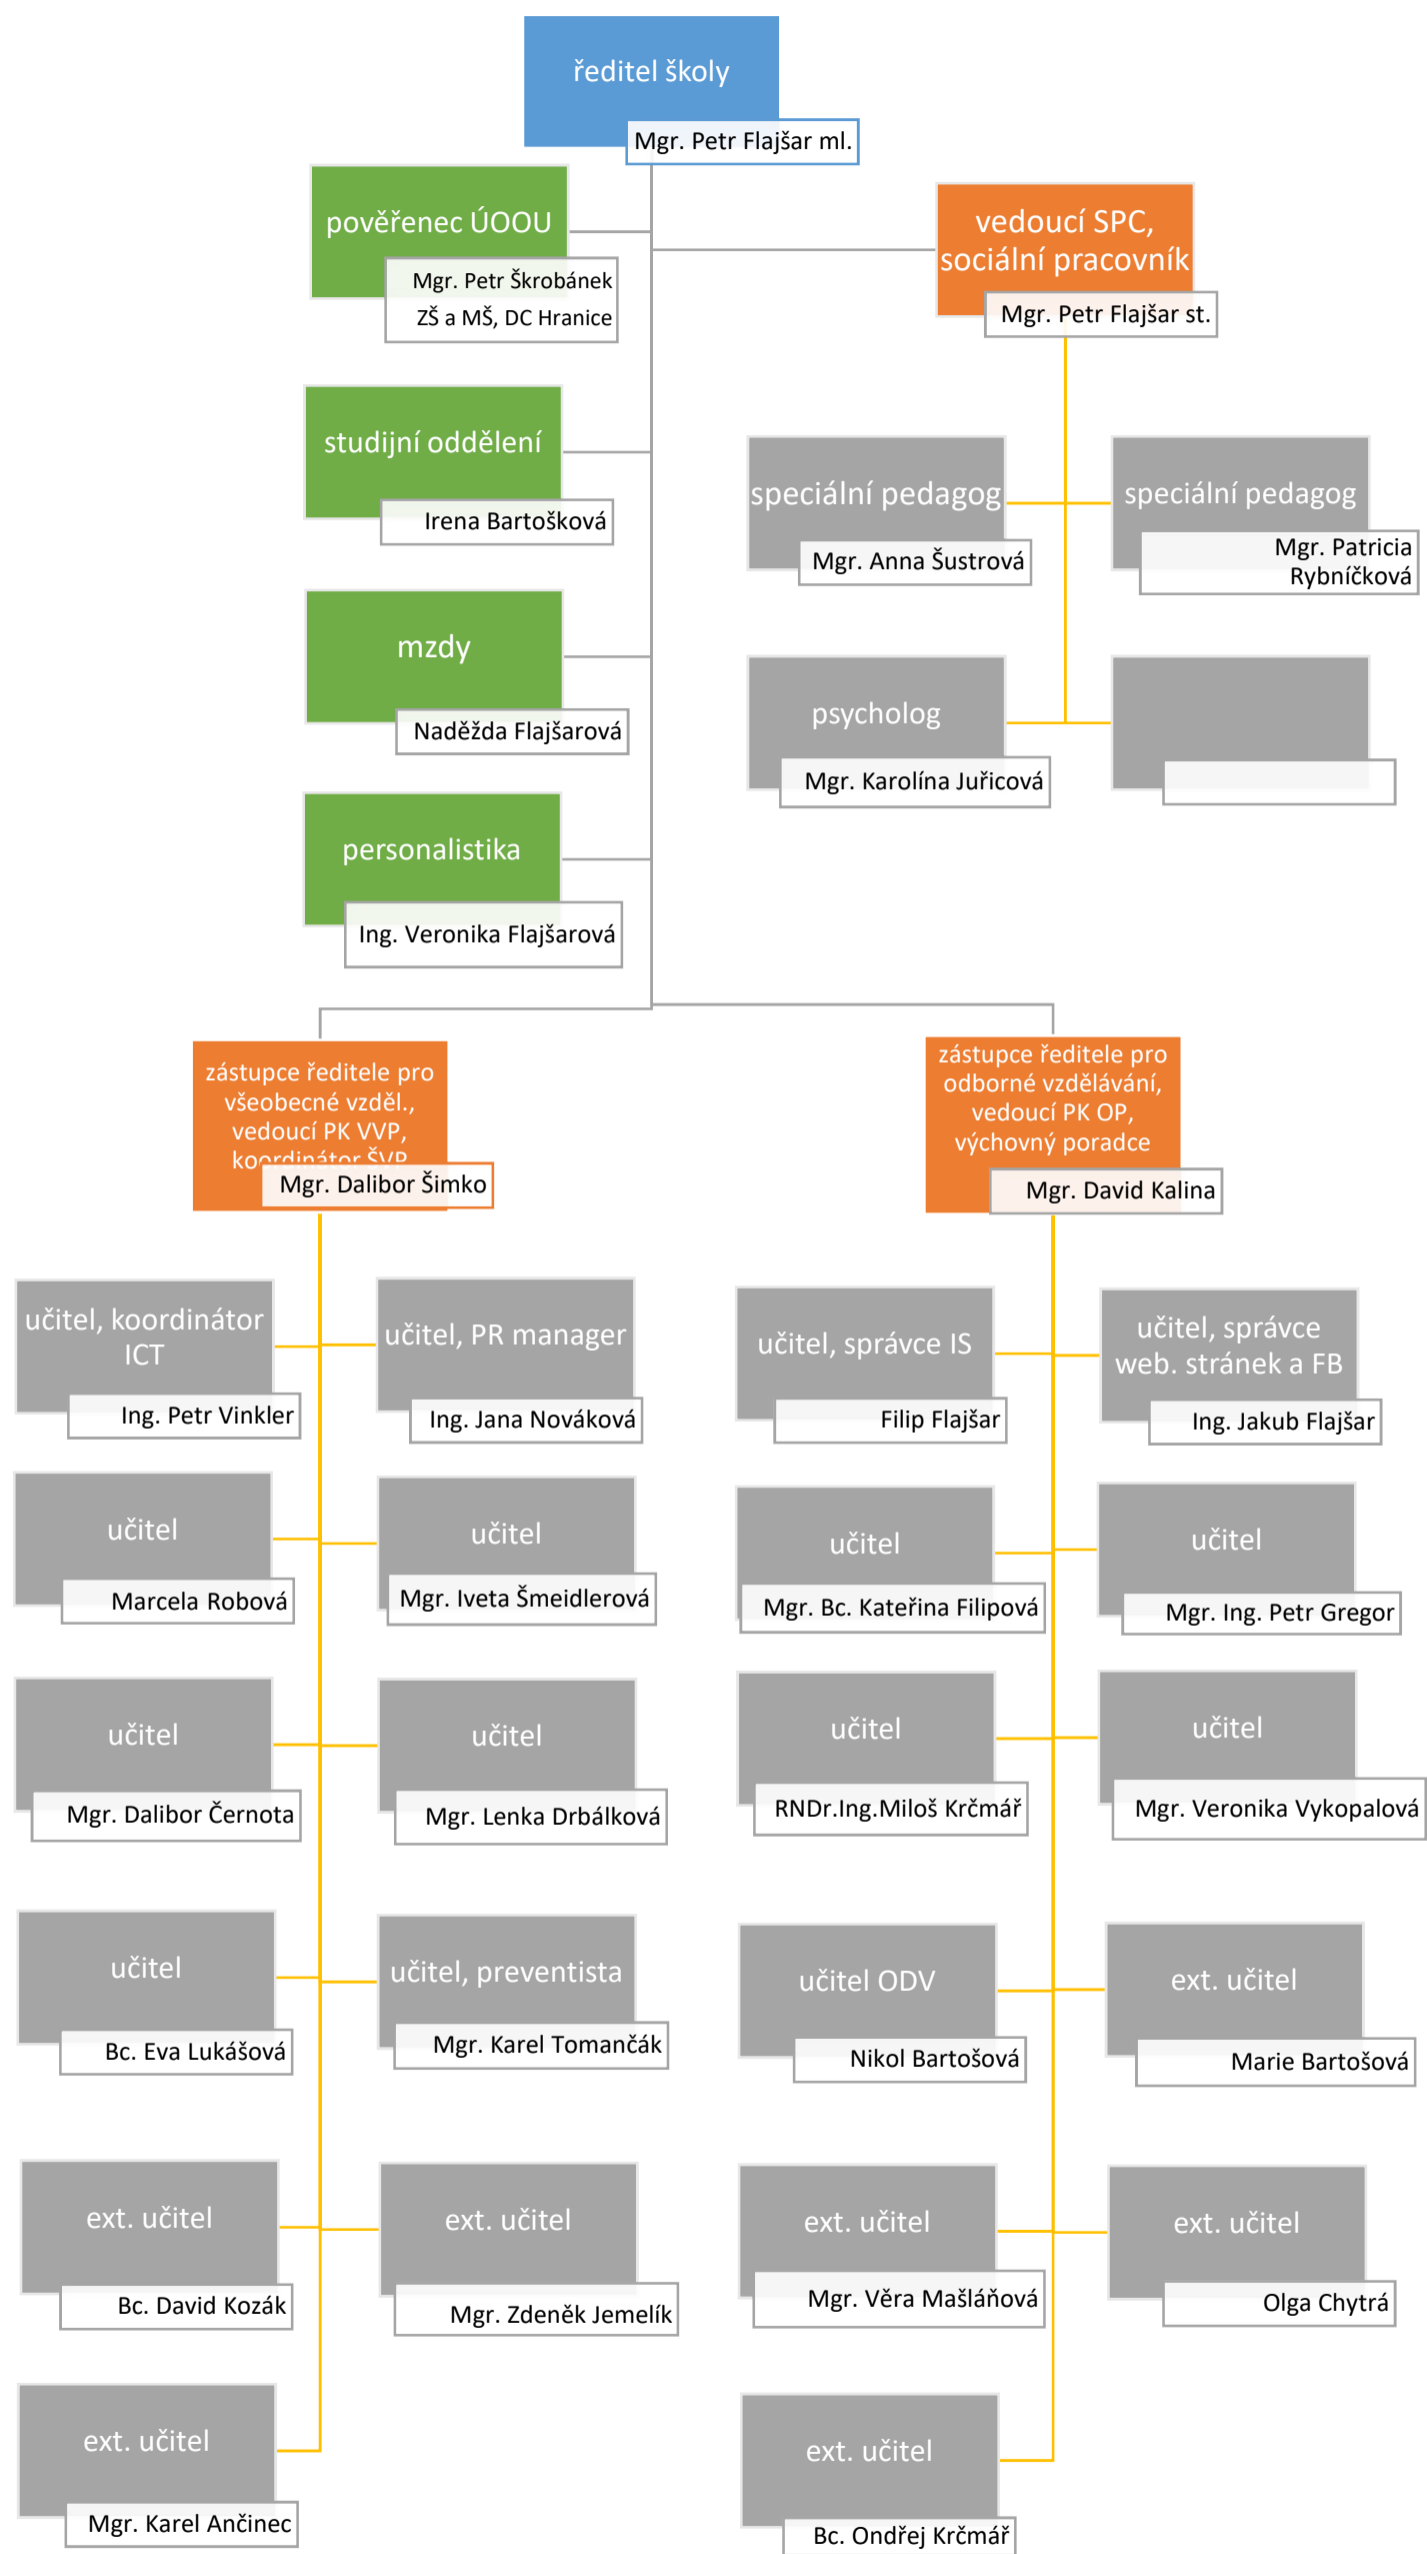 ředitel školy
Mgr. Petr Flajšar ml.
pověřenec ÚOOU
Mgr. Petr Škrobánek
ZŠ a MŠ, DC Hranice
vedoucí SPC,
sociální pracovník
Mgr. Petr Flajšar st.
studijní oddělení
Irena Bartošková
speciální pedagog
Mgr. Anna Šustrová
speciální pedagog
Mgr. Patricia
Rybníčková
mzdy
Naděžda Flajšarová
psycholog
Mgr. Karolína Juřicová
personalistika
Ing. Veronika Flajšarová
zástupce ředitele pro
všeobecné vzděl.,
vedoucí PK VVP,
koordinátor ŠVP
Mgr. Dalibor Šimko
zástupce ředitele pro
odborné vzdělávání,
vedoucí PK OP,
výchovný poradce
Mgr. David Kalina
učitel, koordinátor
ICT
Ing. Petr Vinkler
učitel, PR manager
Ing. Jana Nováková
učitel, správce IS
Filip Flajšar
učitel, správce
web. stránek a FB
Ing. Jakub Flajšar
učitel
Marcela Robová
učitel
Mgr. Iveta Šmeidlerová
učitel
Mgr. Bc. Kateřina Filipová
učitel
Mgr. Ing. Petr Gregor
učitel
Mgr. Dalibor Černota
učitel
Mgr. Lenka Drbálková
učitel
RNDr.Ing.Miloš Krčmář
učitel
Mgr. Veronika Vykopalová
učitel
Bc. Eva Lukášová
učitel, preventista
Mgr. Karel Tomančák
učitel ODV
Nikol Bartošová
ext. učitel
Marie Bartošová
ext. učitel
Bc. David Kozák
ext. učitel
Mgr. Zdeněk Jemelík
ext. učitel
Mgr. Věra Mašláňová
ext. učitel
Olga Chytrá
ext. učitel
Mgr. Karel Ančinec
ext. učitel
Bc. Ondřej Krčmář